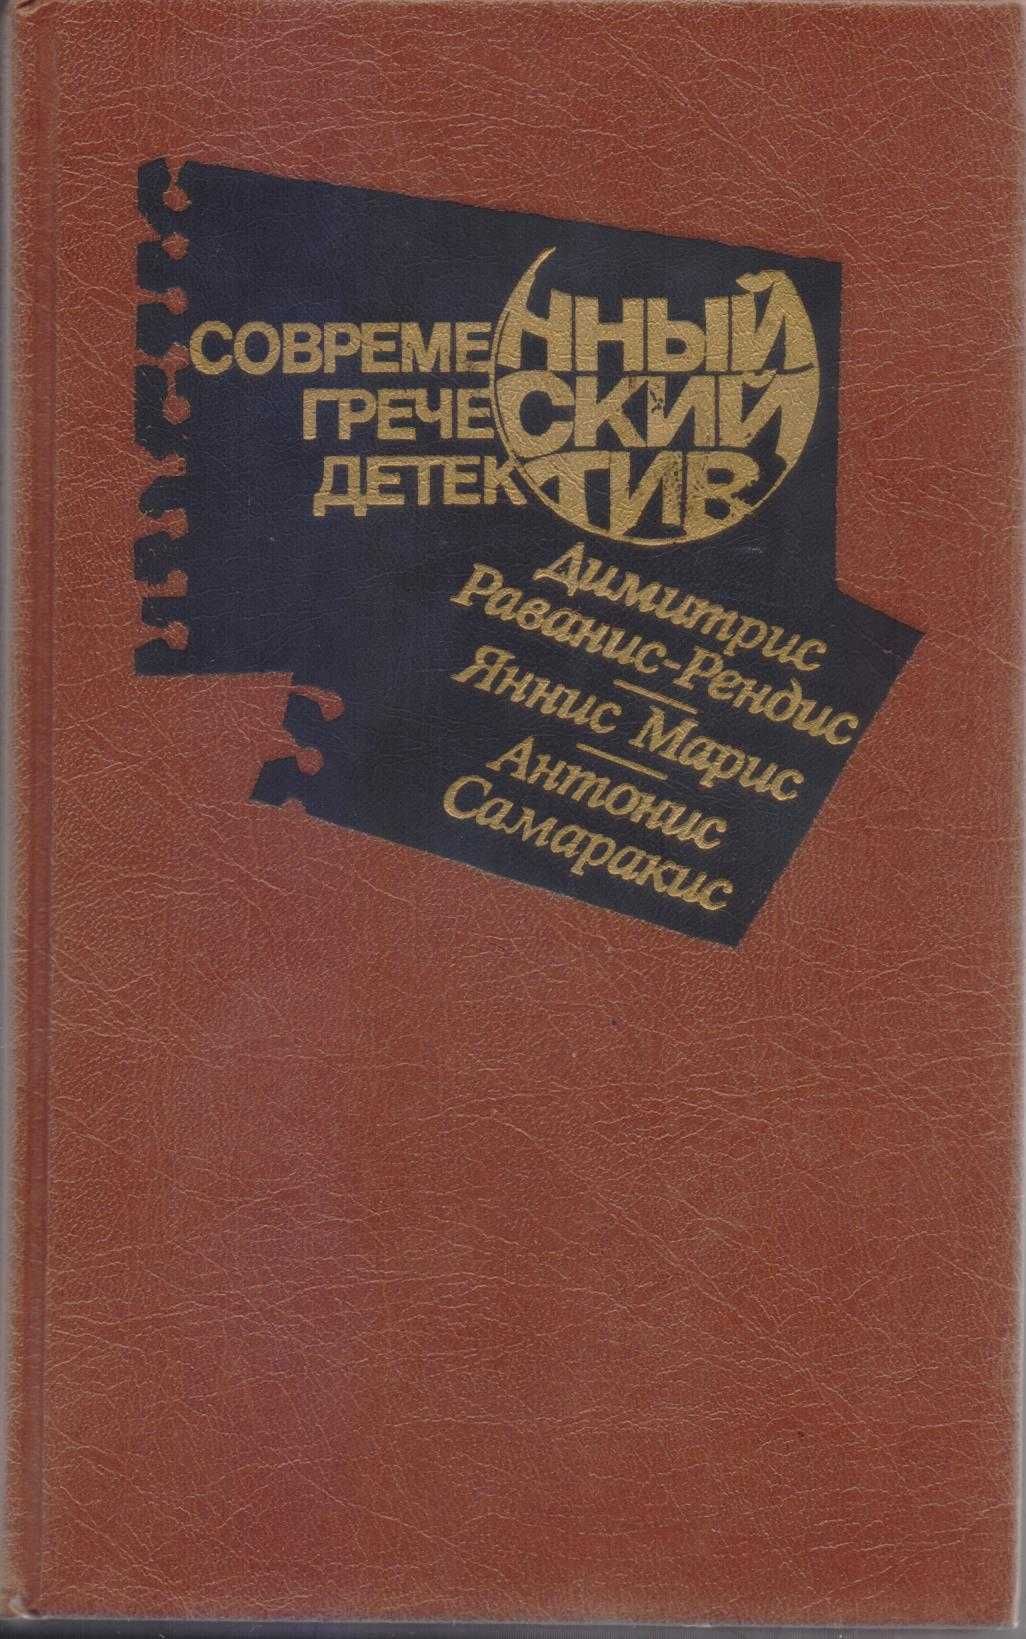 СОВРЕМЕННЫЙ
ГРЕЧЕСКИЙ
ДЕТЕКТИВ
Димитрис
Раванис-Рендис
Яннис Марис
Антонис
Самаракис